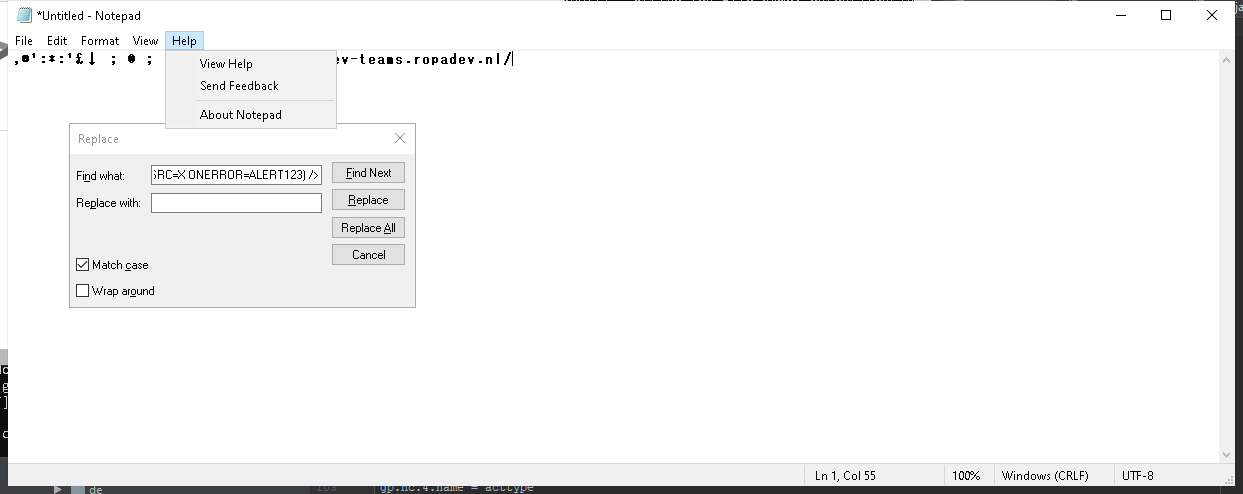 *Untitled - Notepad
File Edit Format View Help
ev-teams.ropadev.nl/
View Help
Send Feedback
About Notepad
Replace
Find what: SRC=X ONERROR=ALERT123) /> Find Next
Replace with: Replace
Replace All
Cancel
Match case
Wrap around
Ln 1, Col 55 100% Windows (CRLF) UTF-8
de
gp.nc.4.name = acttype